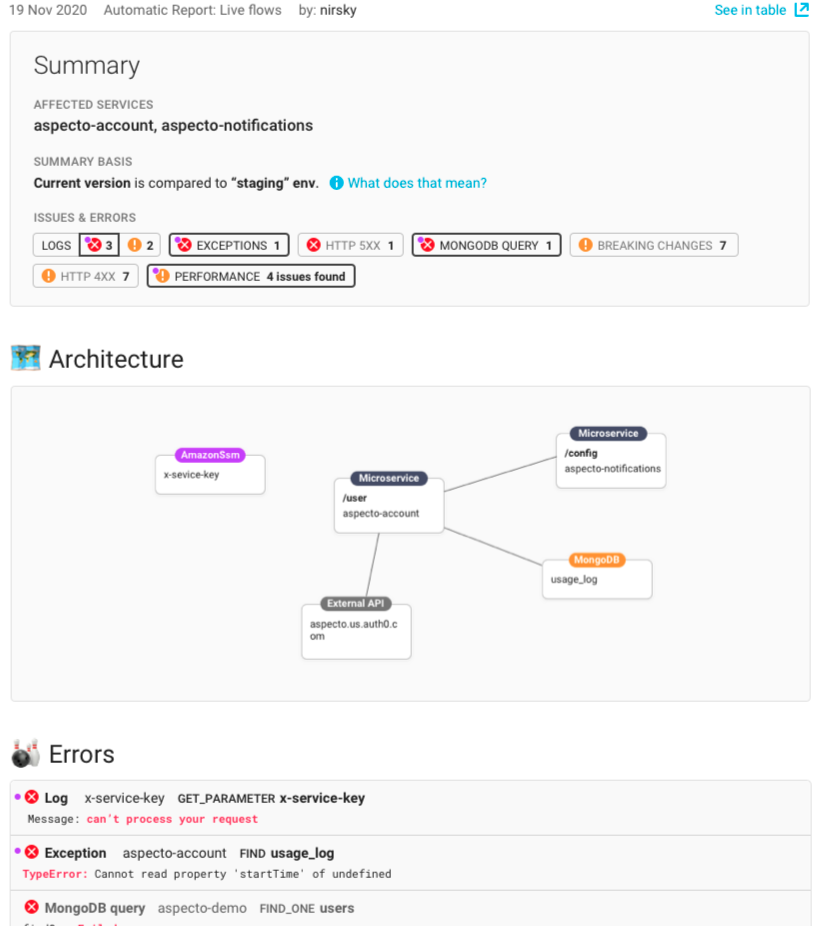 19 Nov 2020 Automatic Report: Live flows by: nirsky See in table
Summary
AFFECTED SERVICES
aspecto-account, aspecto-notifications
SUMMARY BASIS
Current version is compared to “staging” env. What does that mean?
ISSUES & ERRORS
LOGS 3 2 EXCEPTIONS 1 HTTP 5XX 1 MONGODB QUERY 1 BREAKING CHANGES 7
HTTP 4XX 7 PERFORMANCE 4 issues found
Architecture
Microservice
/config
aspecto-notifications
AmazonSsm
x-sevice-key
Microservice
/user
aspecto-account
MongoDB
usage_log
External API
aspecto.us.auth0.c
om
Errors
Log x-service-key GET_PARAMETER x-service-key
Message: can't process your request
Exception aspecto-account FIND usage_log
TypeError: Cannot read property 'startTime' of undefined
MongoDB query aspecto-demo FIND_ONE users